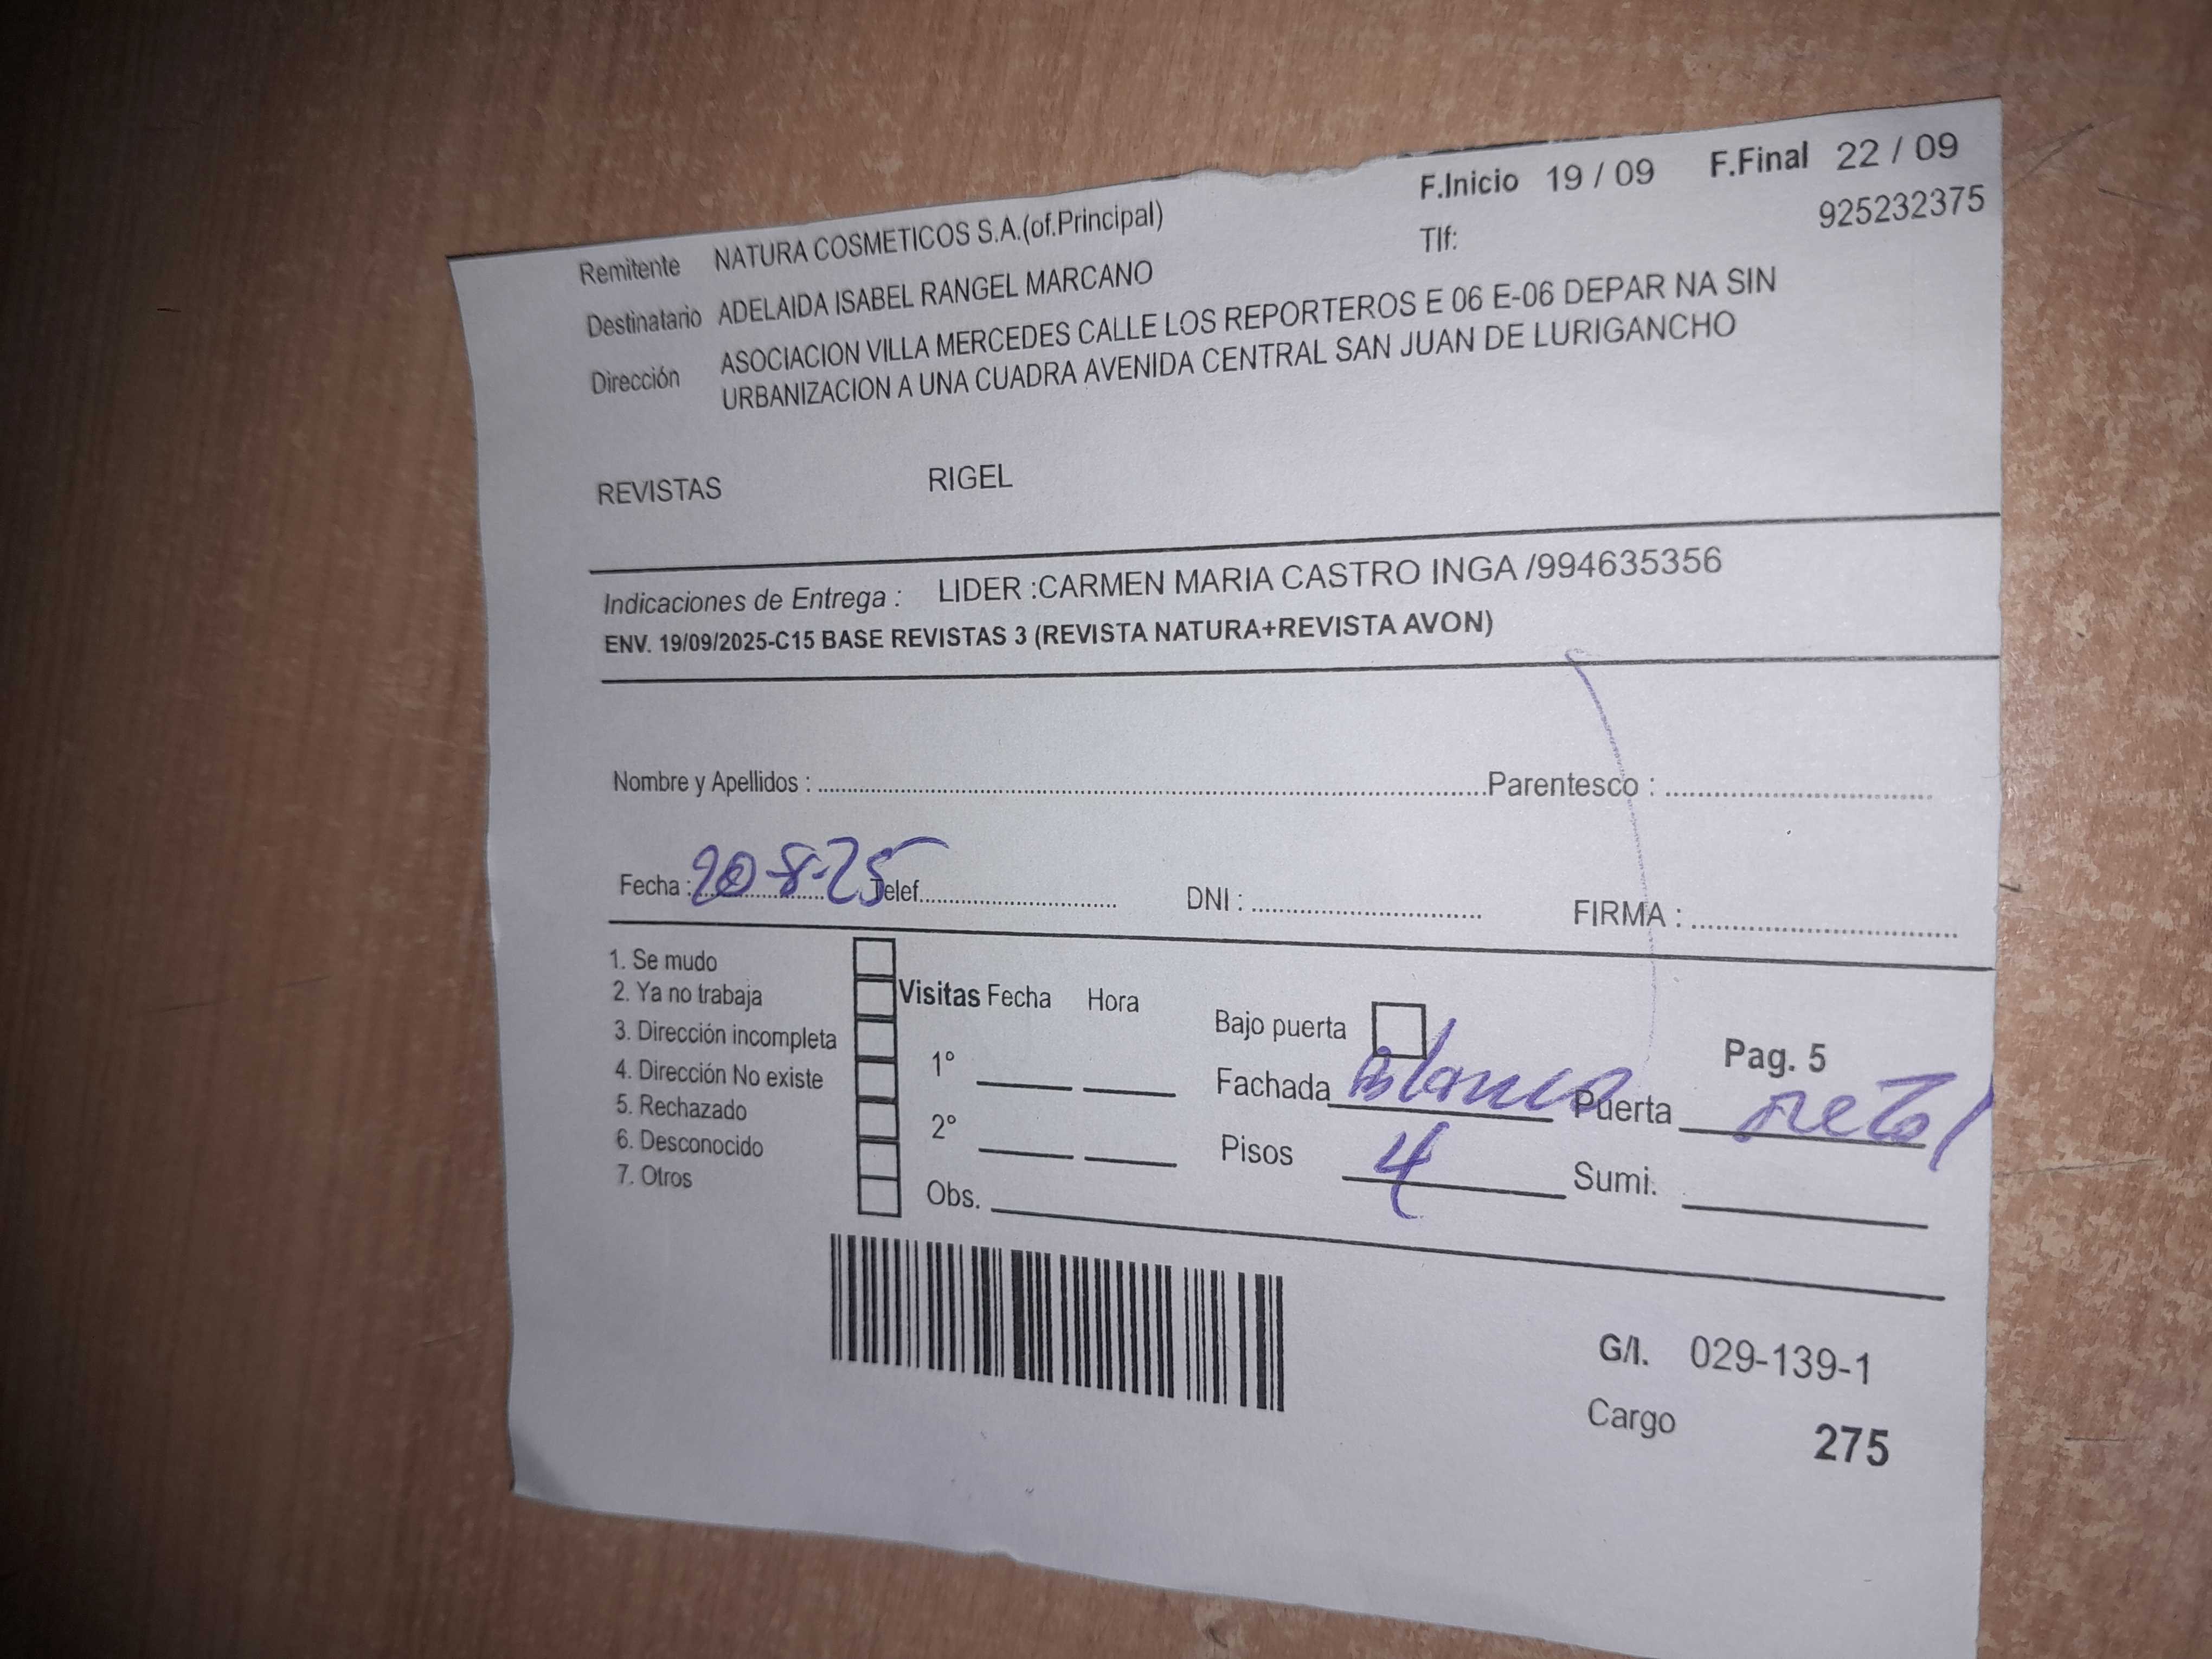 F.Inicio 19 / 09 F.Final 22 / 09
Remitente NATURA COSMETICOS S.A.(of.Principal) Tlf: 925232375
Destinatario ADELAIDA ISABEL RANGEL MARCANO
Dirección ASOCIACION VILLA MERCEDES CALLE LOS REPORTEROS E 06 E-06 DEPAR NA SIN
URBANIZACION A UNA CUADRA AVENIDA CENTRAL SAN JUAN DE LURIGANCHO
REVISTAS RIGEL
Indicaciones de Entrega : LIDER :CARMEN MARIA CASTRO INGA /994635356
ENV. 19/09/2025-C15 BASE REVISTAS 3 (REVISTA NATURA+REVISTA AVON)
Nombre y Apellidos : Parentesco :
Fecha : 20-8-25 Telef. DNI : FIRMA :
1. Se mudo
2. Ya no trabaja Visitas Fecha Hora Bajo puerta
3. Dirección incompleta Pag. 5
4. Dirección No existe 1° Fachada Blanco Puerta metal
5. Rechazado
6. Desconocido 2° Pisos 4 Sumi.
7. Otros Obs.
G/I. 029-139-1
Cargo 275